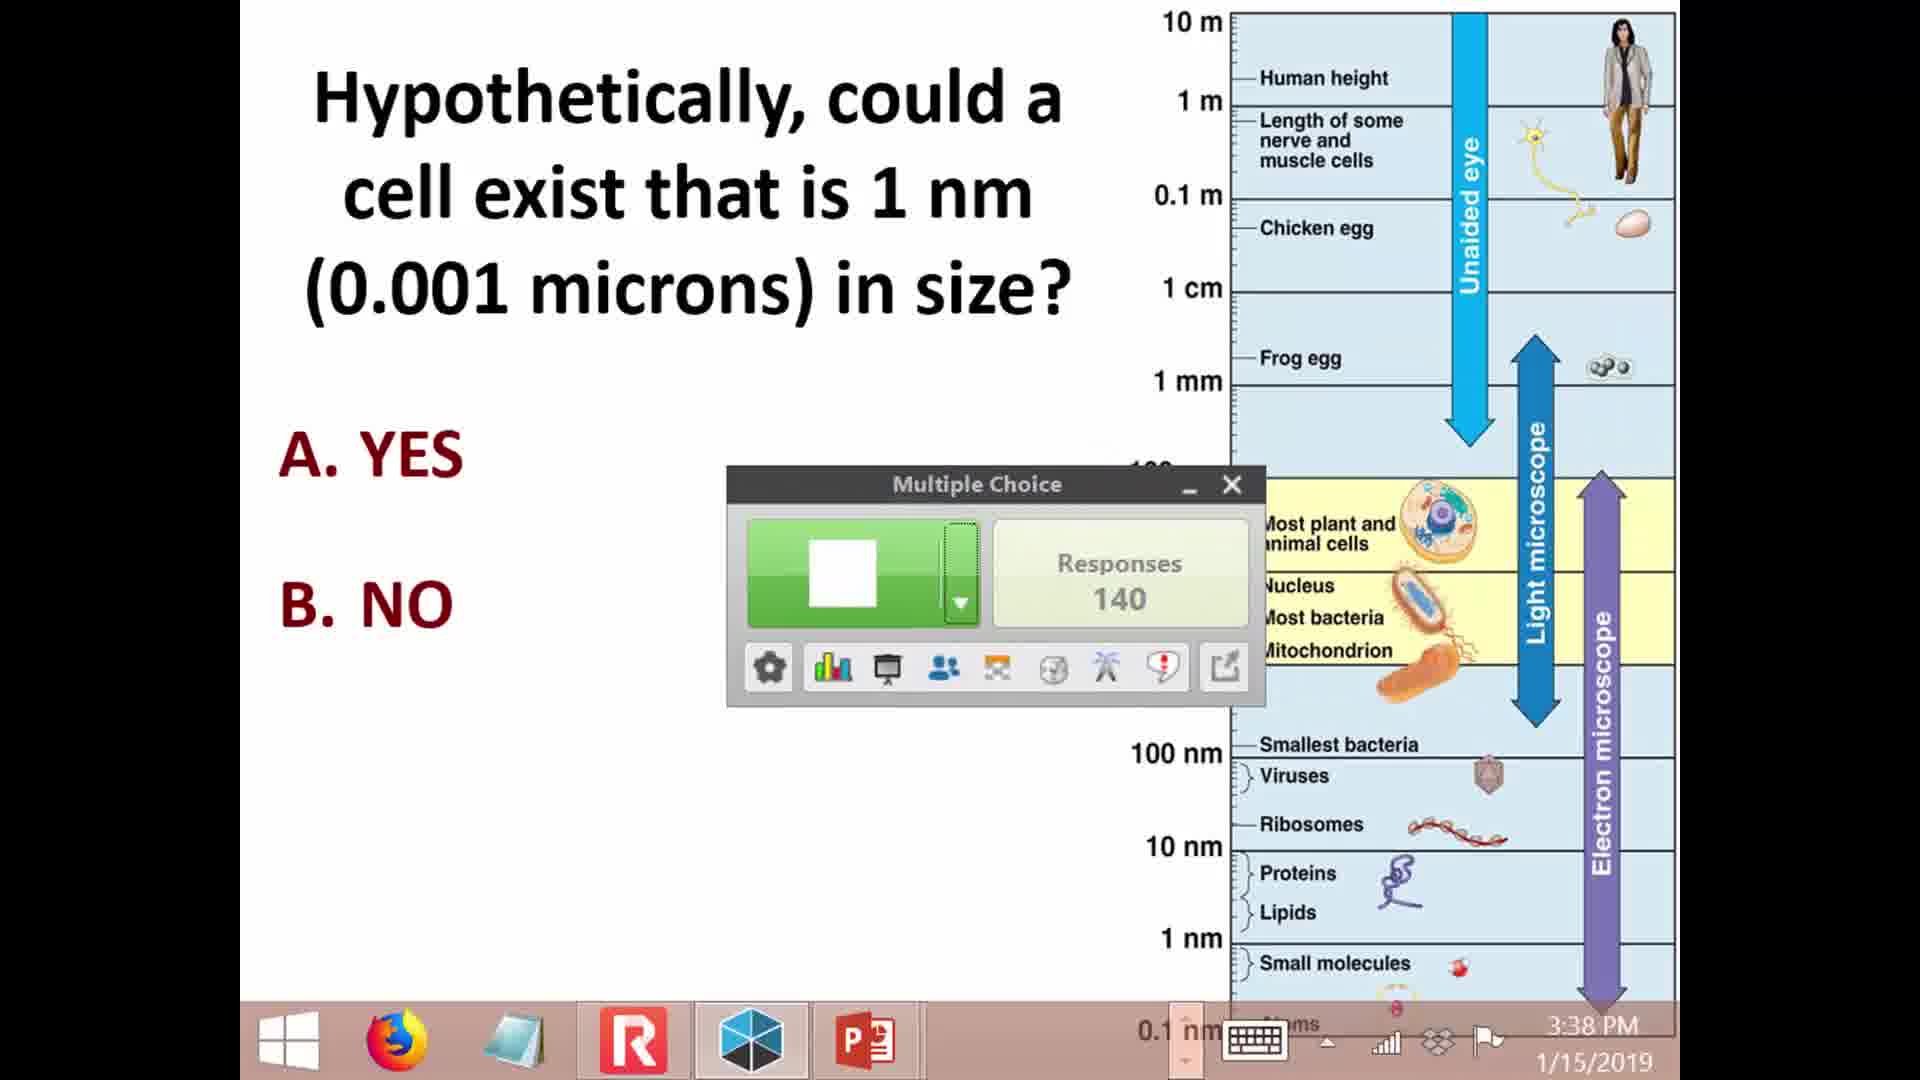 Hypothetically, could a
cell exist that is 1 nm
(0.001 microns) in size?
A. YES
B. NO
Multiple Choice
Responses
140
10 m
Human height
1 m
Length of some
nerve and
muscle cells
0.1 m
Chicken egg
1 cm
Frog egg
1 mm
Most plant and
animal cells
Nucleus
Most bacteria
Mitochondrion
Smallest bacteria
100 nm
Viruses
Ribosomes
10 nm
Proteins
Lipids
1 nm
Small molecules
0.1 nm
Unaided eye
Light microscope
Electron microscope
3:38 PM
1/15/2019